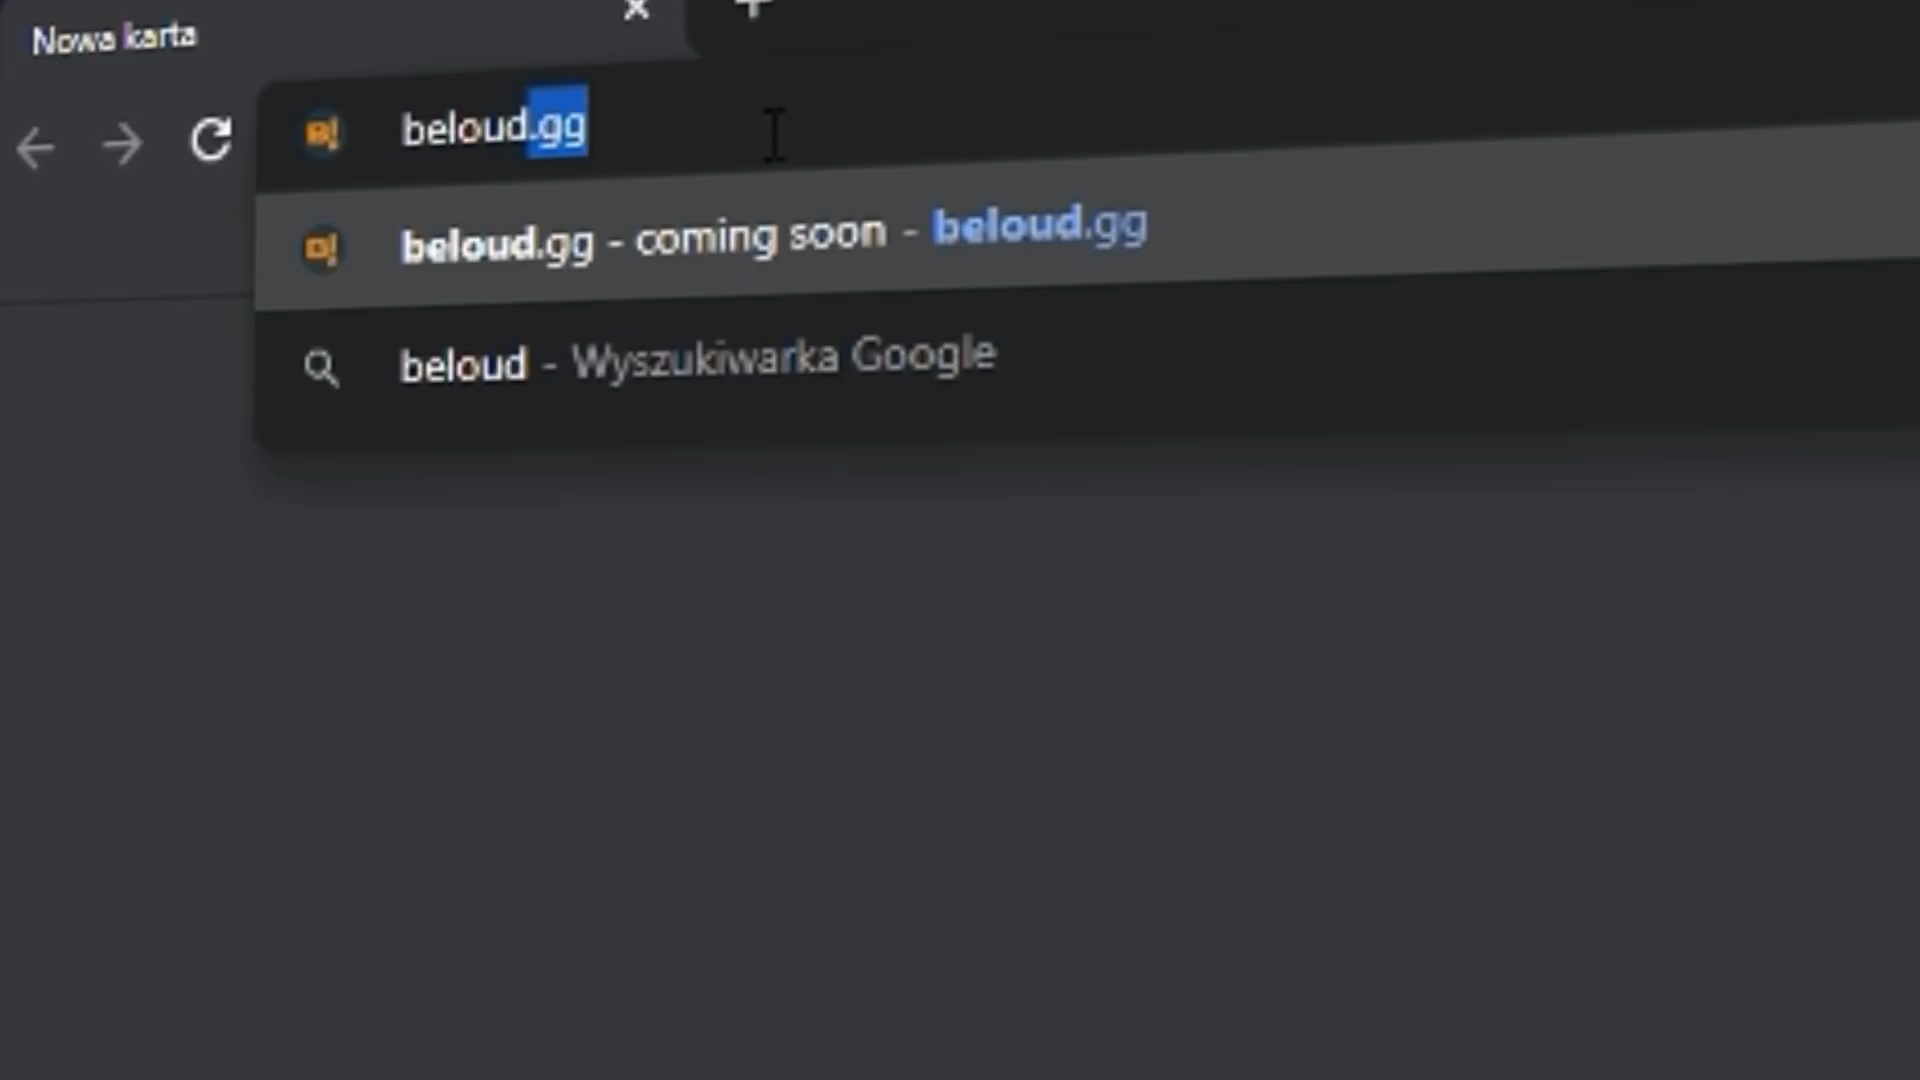 Nowa karta
beloud.gg
beloud.gg - coming soon - beloud.gg
beloud - Wyszukiwarka Google